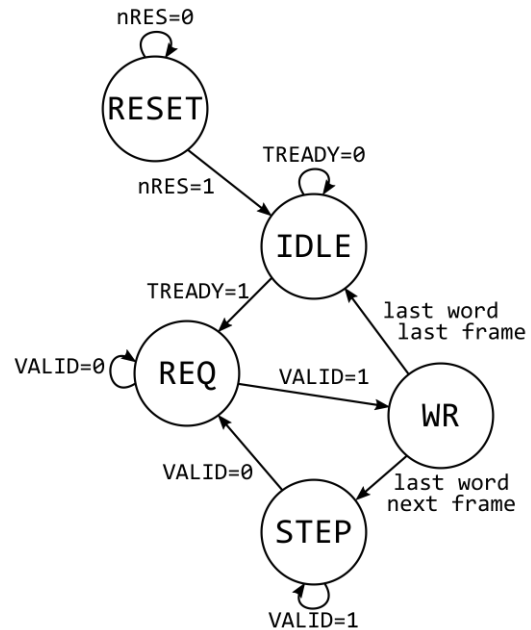 nRES=0
RESET
nRES=1
TREADY=0
IDLE
TREADY=1
last word
last frame
VALID=0
REQ
VALID=1
WR
VALID=0
last word
next frame
STEP
VALID=1